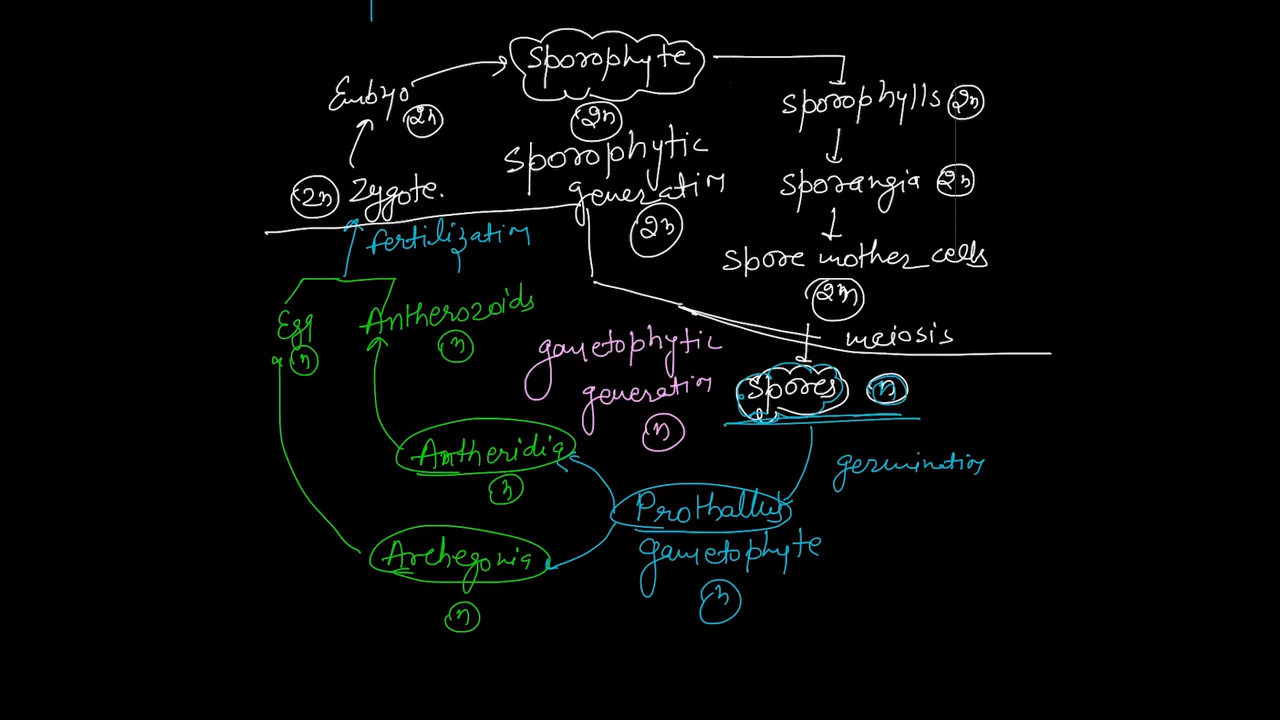 Sporophyte
2n
Embryo
2n
Sporophylls 2n
Sporophytic
generation
2n
2n Zygote.
Sporangia 2n
fertilization
Spore mother cells
2n
Egg
n
Antherozoids
n
meiosis
gametophytic
generation
n
Spores n
Antheridia
n
germination
Prothallus
gametophyte
n
Archegonia
n